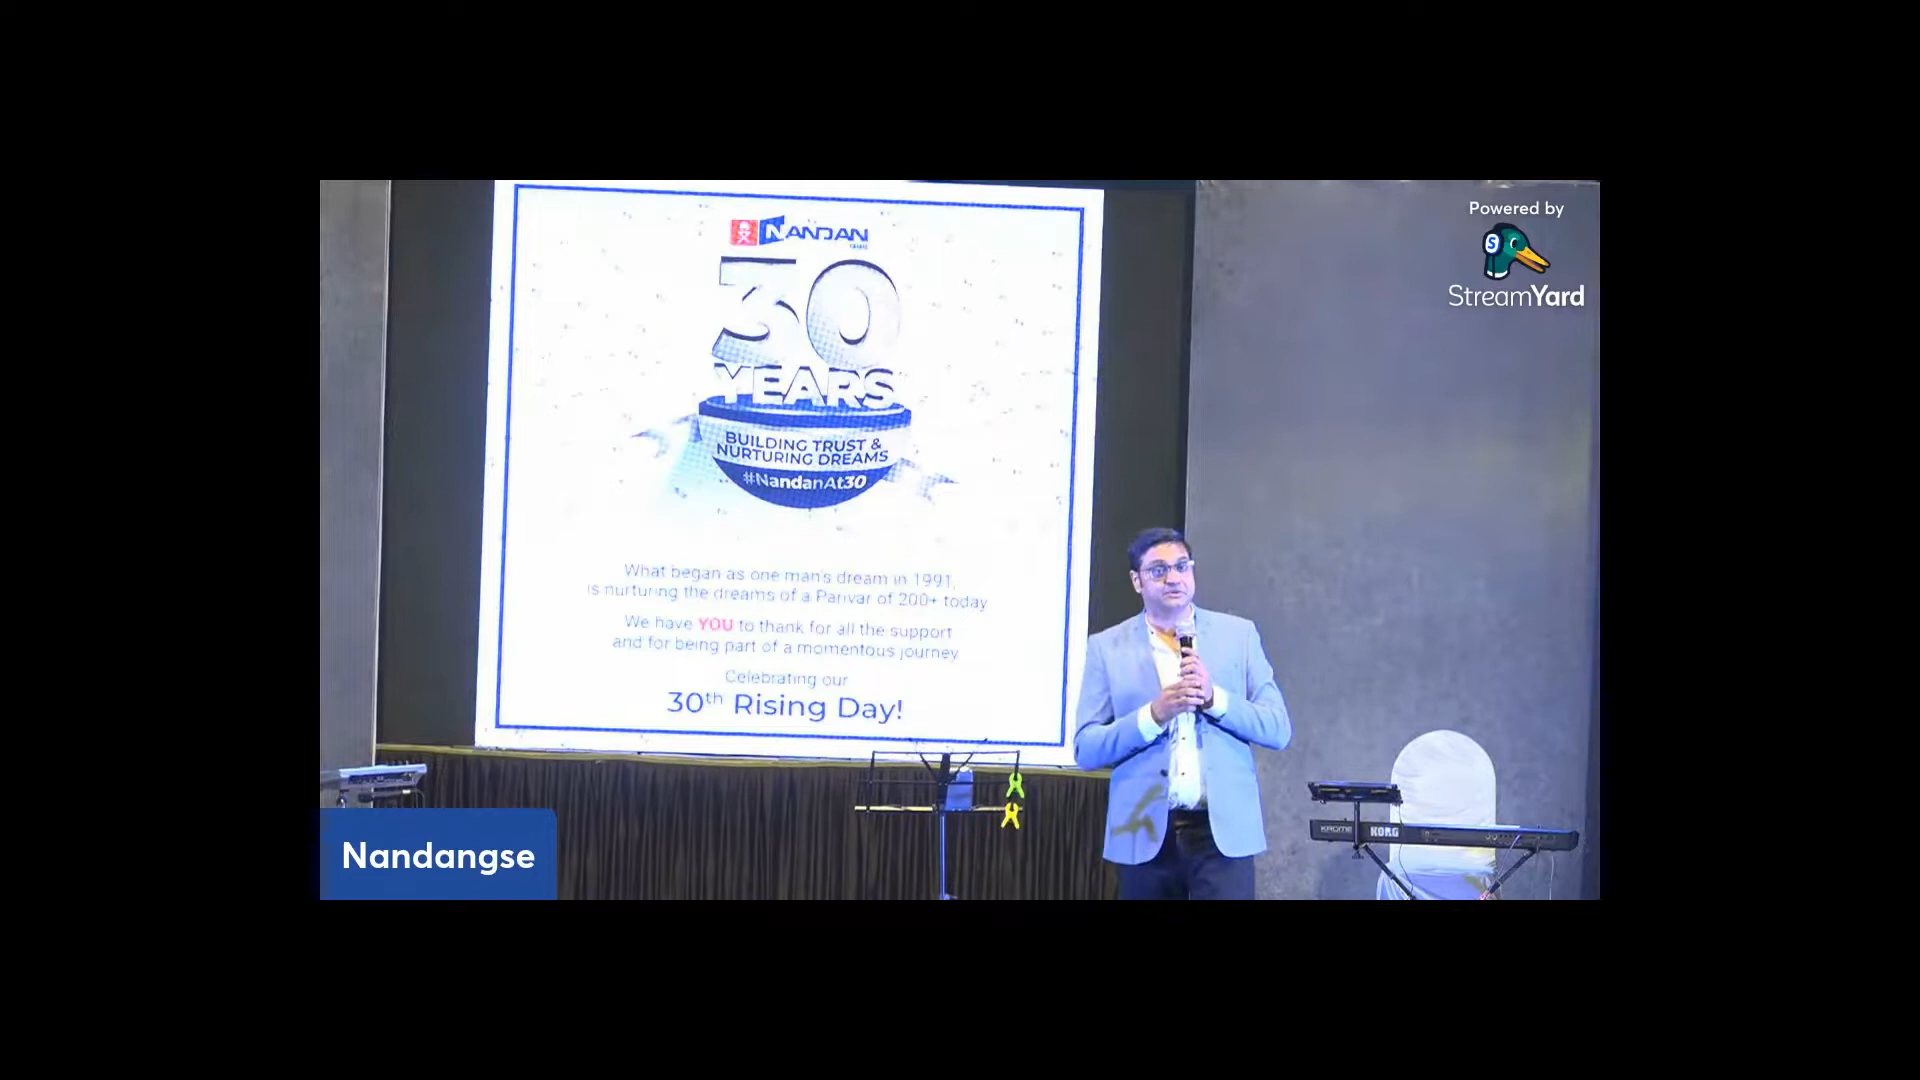 Powered by
StreamYard
NANDAN
30
YEARS
BUILDING TRUST &
NURTURING DREAMS
#NandanAt30
What began as one man's dream in 1991,
is nurturing the dreams of a Parivar of 200+ today
We have YOU to thank for all the support
and for being part of a momentous journey
Celebrating our
30th Rising Day!
KROME KORG
Nandangse